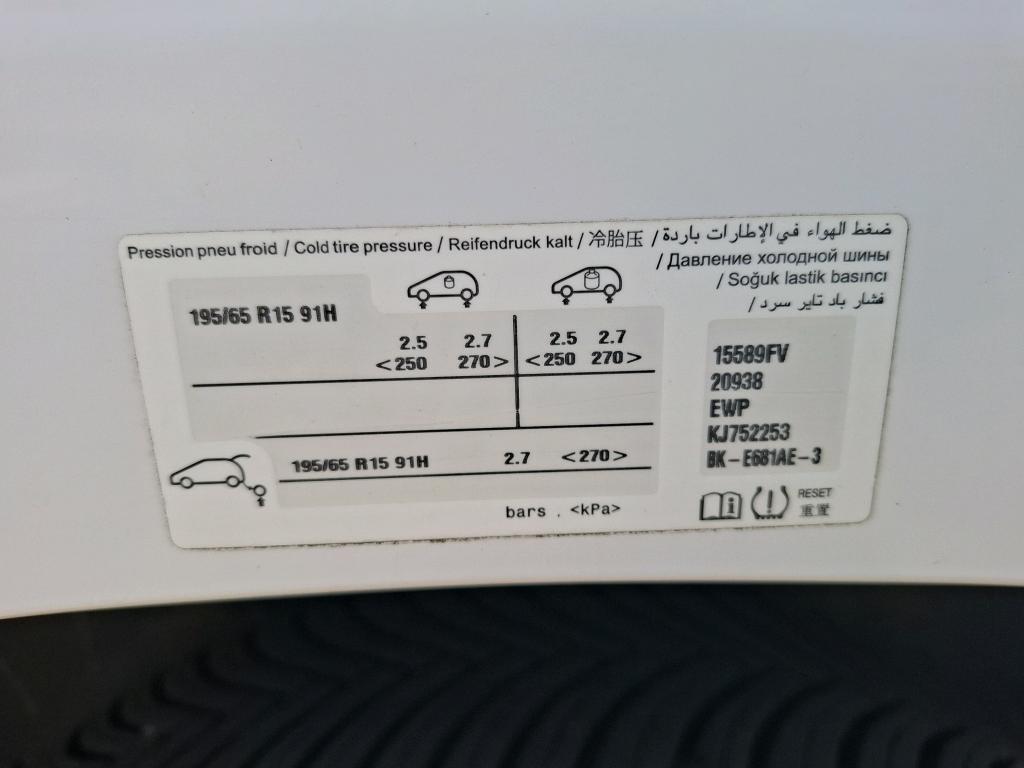 Pression pneu froid / Cold tire pressure / Reifendruck kalt / 冷胎压 / ضغط الهواء في الإطارات باردة
/ Давление холодной шины
/ Soğuk lastik basıncı
/ فشار باد تایر سرد
195/65 R15 91H
2.5 2.7 2.5 2.7
<250 270> <250 270>
195/65 R15 91H 2.7 <270>
bars . <kPa>
15589FV
20938
EWP
KJ752253
BK-E681AE-3
RESET
重置